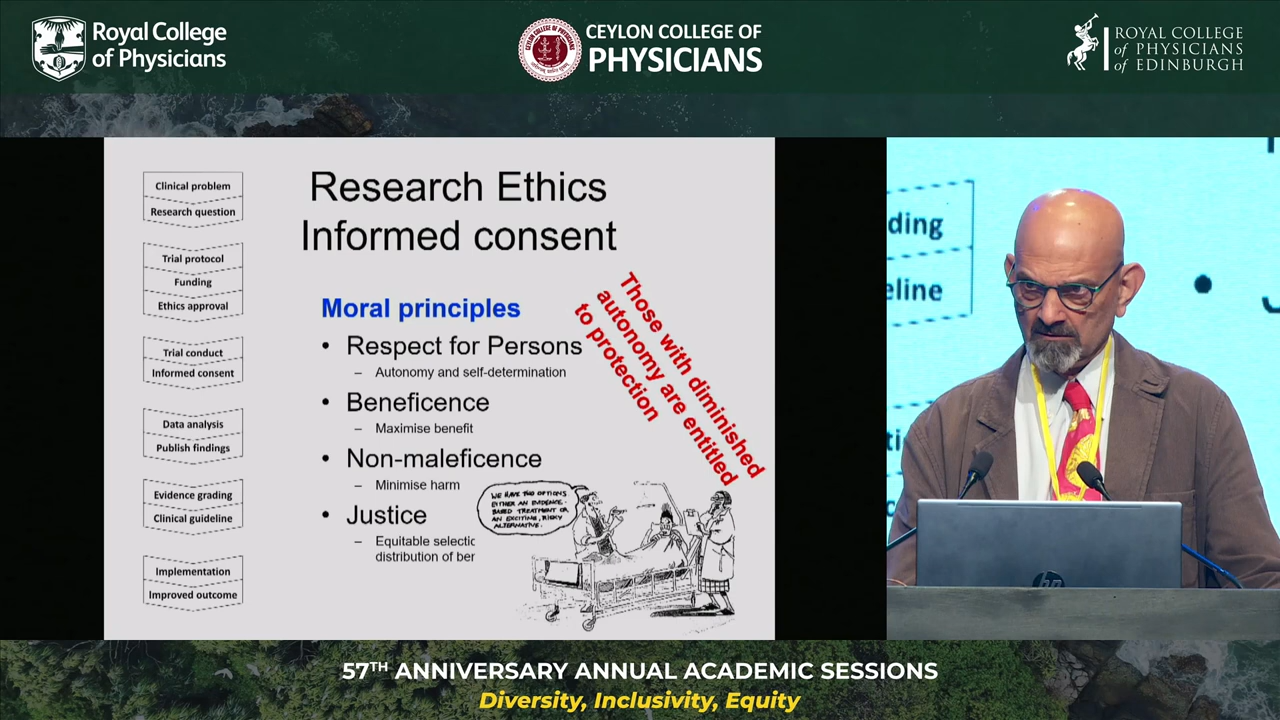 Royal College
of Physicians
CEYLON COLLEGE OF
PHYSICIANS
ROYAL COLLEGE
of PHYSICIANS
of EDINBURGH
Clinical problem
Research question
Trial protocol
Funding
Ethics approval
Trial conduct
Informed consent
Data analysis
Publish findings
Evidence grading
Clinical guideline
Implementation
Improved outcome
Research Ethics
Informed consent
Moral principles
• Respect for Persons
– Autonomy and self-determination
• Beneficence
– Maximise benefit
• Non-maleficence
– Minimise harm
• Justice
– Equitable selectic
distribution of ber
Those with diminished
autonomy are entitled
to protection
WE HAVE TWO OPTIONS
EITHER AN EVIDENCE-
BASED TREATMENT OR
AN EXCITING, RISKY
ALTERNATIVE.
ding
eline
hp
57TH ANNIVERSARY ANNUAL ACADEMIC SESSIONS
Diversity, Inclusivity, Equity